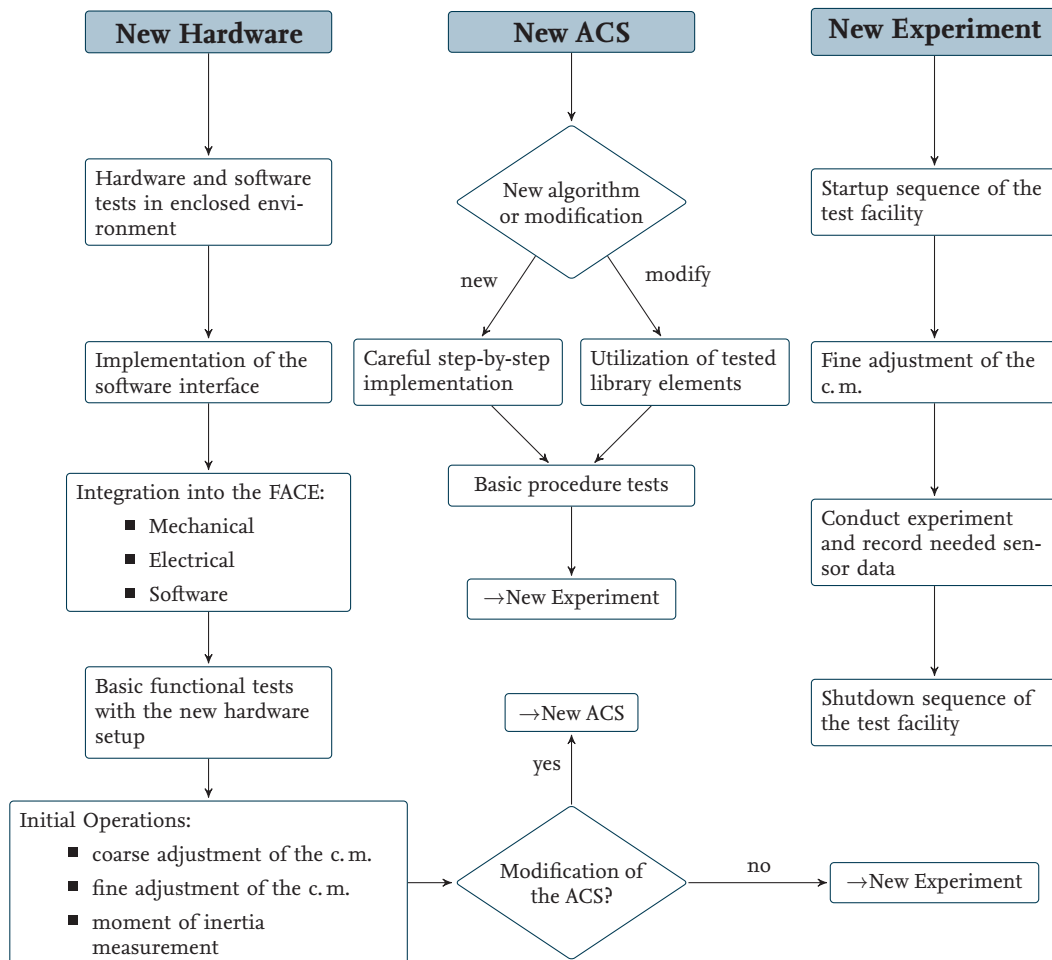 New Hardware
Hardware and software
tests in enclosed envi-
ronment
Implementation of the
software interface
Integration into the FACE:
■ Mechanical
■ Electrical
■ Software
Basic functional tests
with the new hardware
setup
Initial Operations:
■ coarse adjustment of the c. m.
■ fine adjustment of the c. m.
■ moment of inertia
measurement
Modification of
the ACS?
yes
→New ACS
no
→New Experiment
New ACS
New algorithm
or modification
new
modify
Careful step-by-step
implementation
Utilization of tested
library elements
Basic procedure tests
→New Experiment
New Experiment
Startup sequence of the
test facility
Fine adjustment of the
c. m.
Conduct experiment
and record needed sen-
sor data
Shutdown sequence of
the test facility